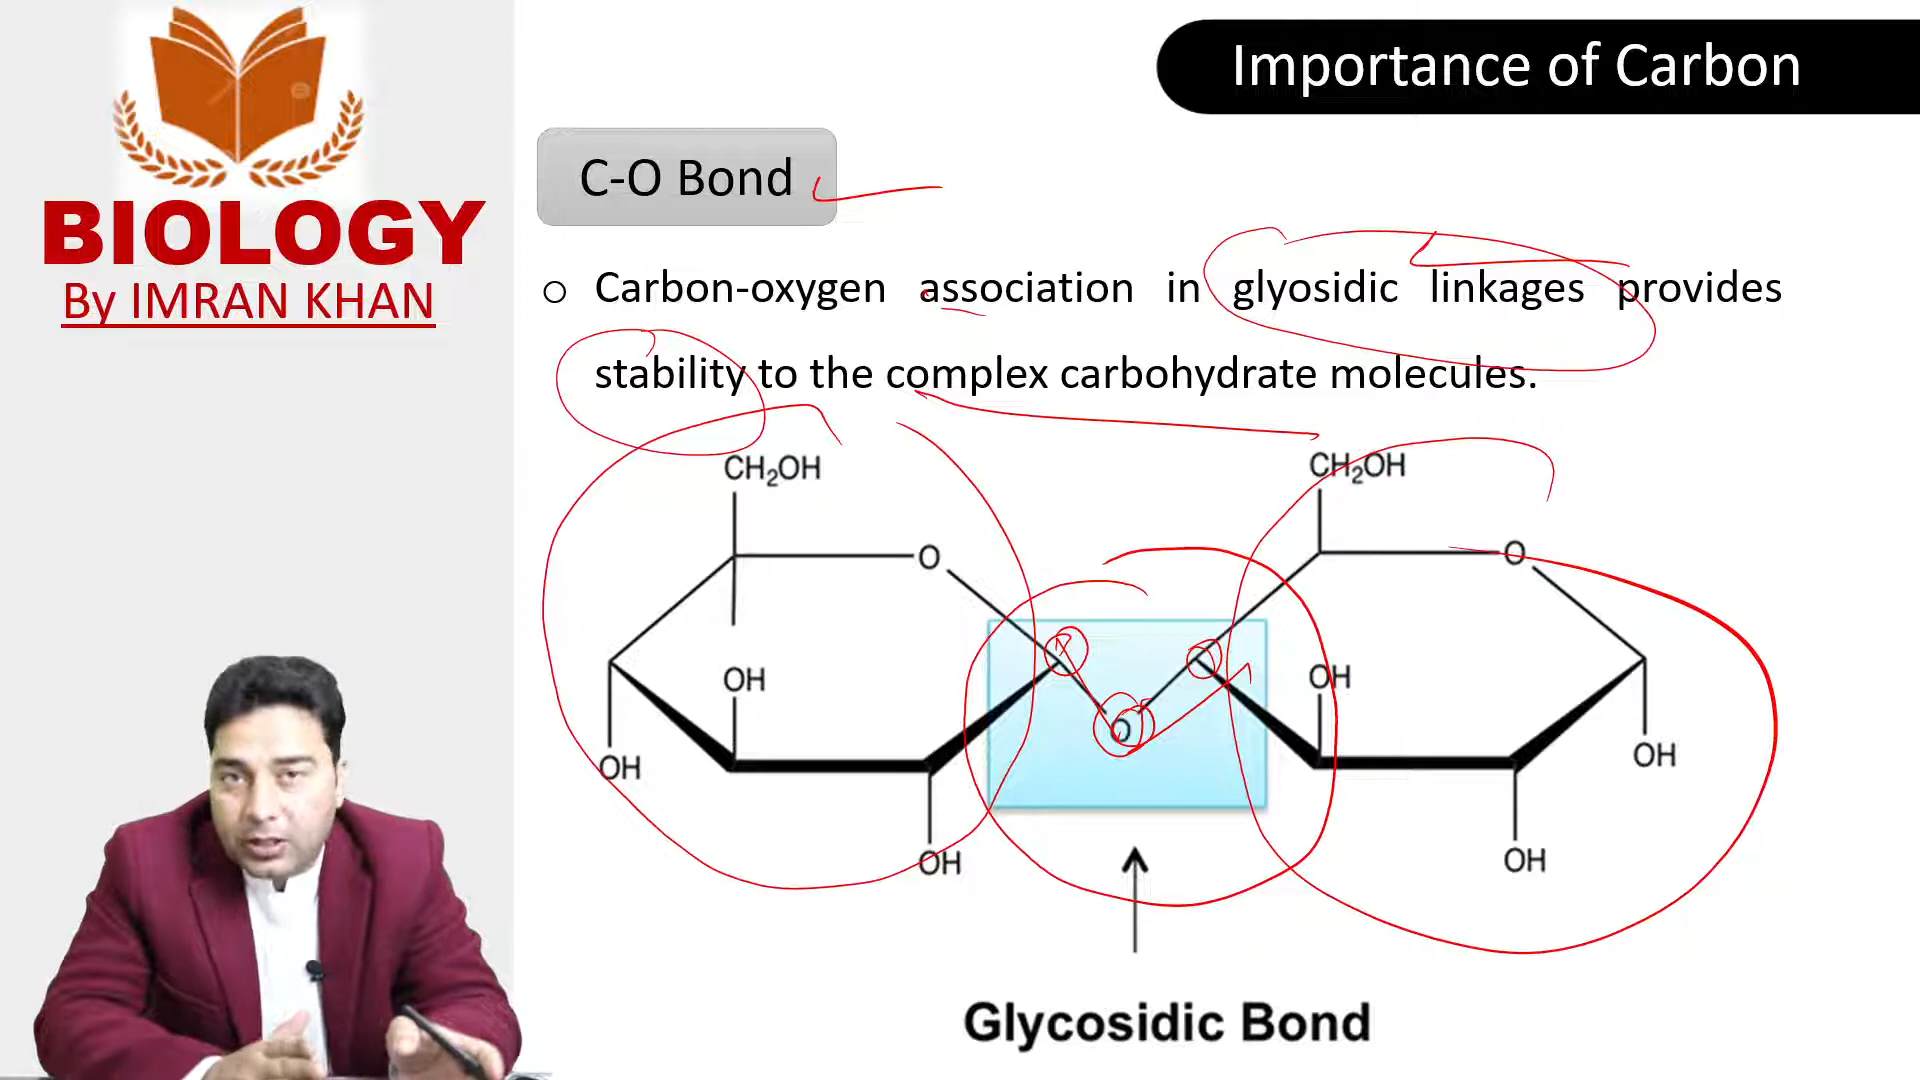 Importance of Carbon
BIOLOGY
By IMRAN KHAN
C-O Bond
Carbon-oxygen association in glyosidic linkages provides
stability to the complex carbohydrate molecules.
CH₂OH
CH₂OH
O
O
OH
OH
O
OH
OH
OH
OH
Glycosidic Bond